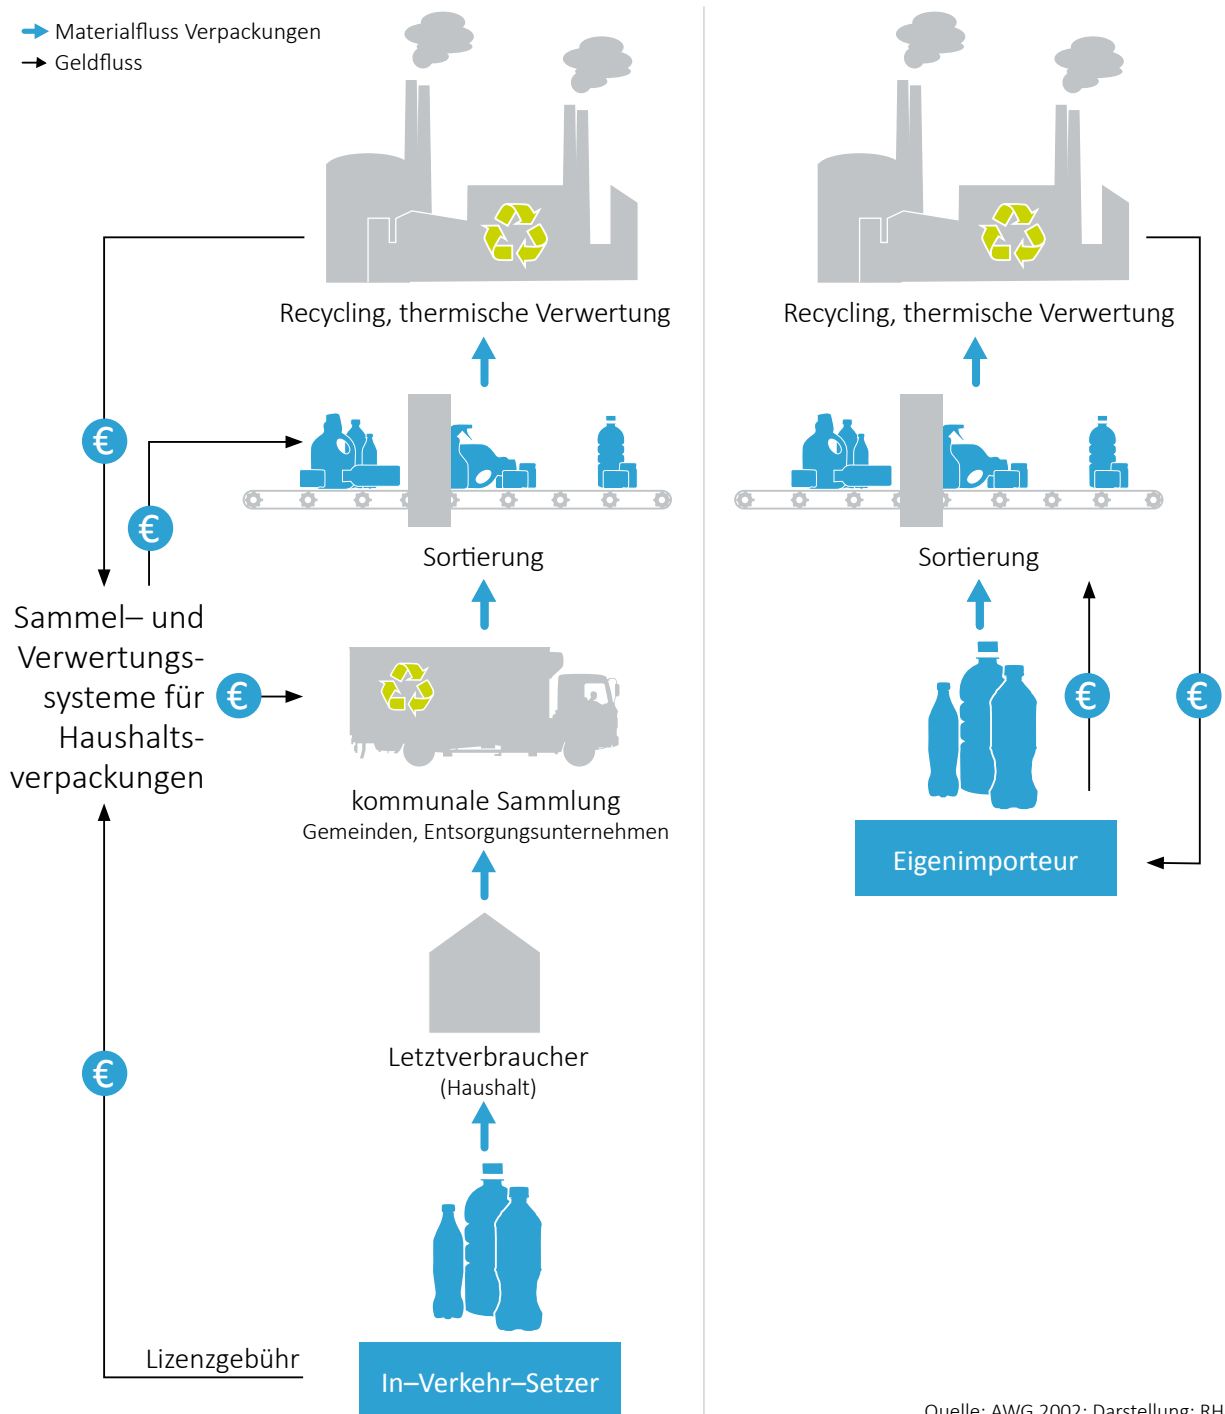 Materialfluss Verpackungen
Geldfluss
Recycling, thermische Verwertung
€
€
Sortierung
Sammel– und
Verwertungs-
systeme für
Haushalts-
verpackungen
€
kommunale Sammlung
Gemeinden, Entsorgungsunternehmen
Letztverbraucher
(Haushalt)
€
Lizenzgebühr
In–Verkehr–Setzer
Recycling, thermische Verwertung
Sortierung
€
€
Eigenimporteur
Quelle: AWG 2002; Darstellung: RH